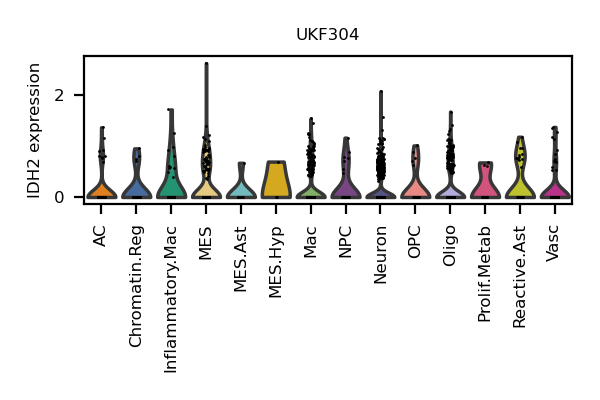 UKF304
IDH2 expression
2
0
AC
Chromatin.Reg
Inflammatory.Mac
MES
MES.Ast
MES.Hyp
Mac
NPC
Neuron
OPC
Oligo
Prolif.Metab
Reactive.Ast
Vasc